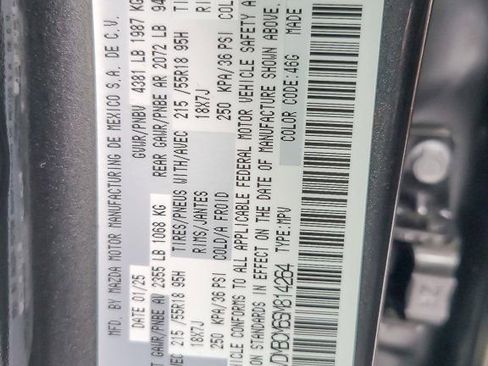 MFG. BY MAZDA MOTOR MANUFACTURING DE MEXICO S.A. DE C.V.
DATE 01/25 GVWR/PNBV 4381 LB 1987 KG
GAWR/PNBE AV 2355 LB 1068 KG REAR GAWR/PNBE AR 2072 LB 94
215 /55R18 95H TIRES/PNEUS WITH/AVEC 215 /55R18 95H
18X7J RIMS/JANTES 18X7J
250 KPA/36 PSI COLD/A FROID 250 KPA/36 PSI COL
VEHICLE CONFORMS TO ALL APPLICABLE FEDERAL MOTOR VEHICLE SAFETY A
STANDARDS IN EFFECT ON THE DATE OF MANUFACTURE SHOWN ABOVE.
TYPE: MPV COLOR CODE: 46G